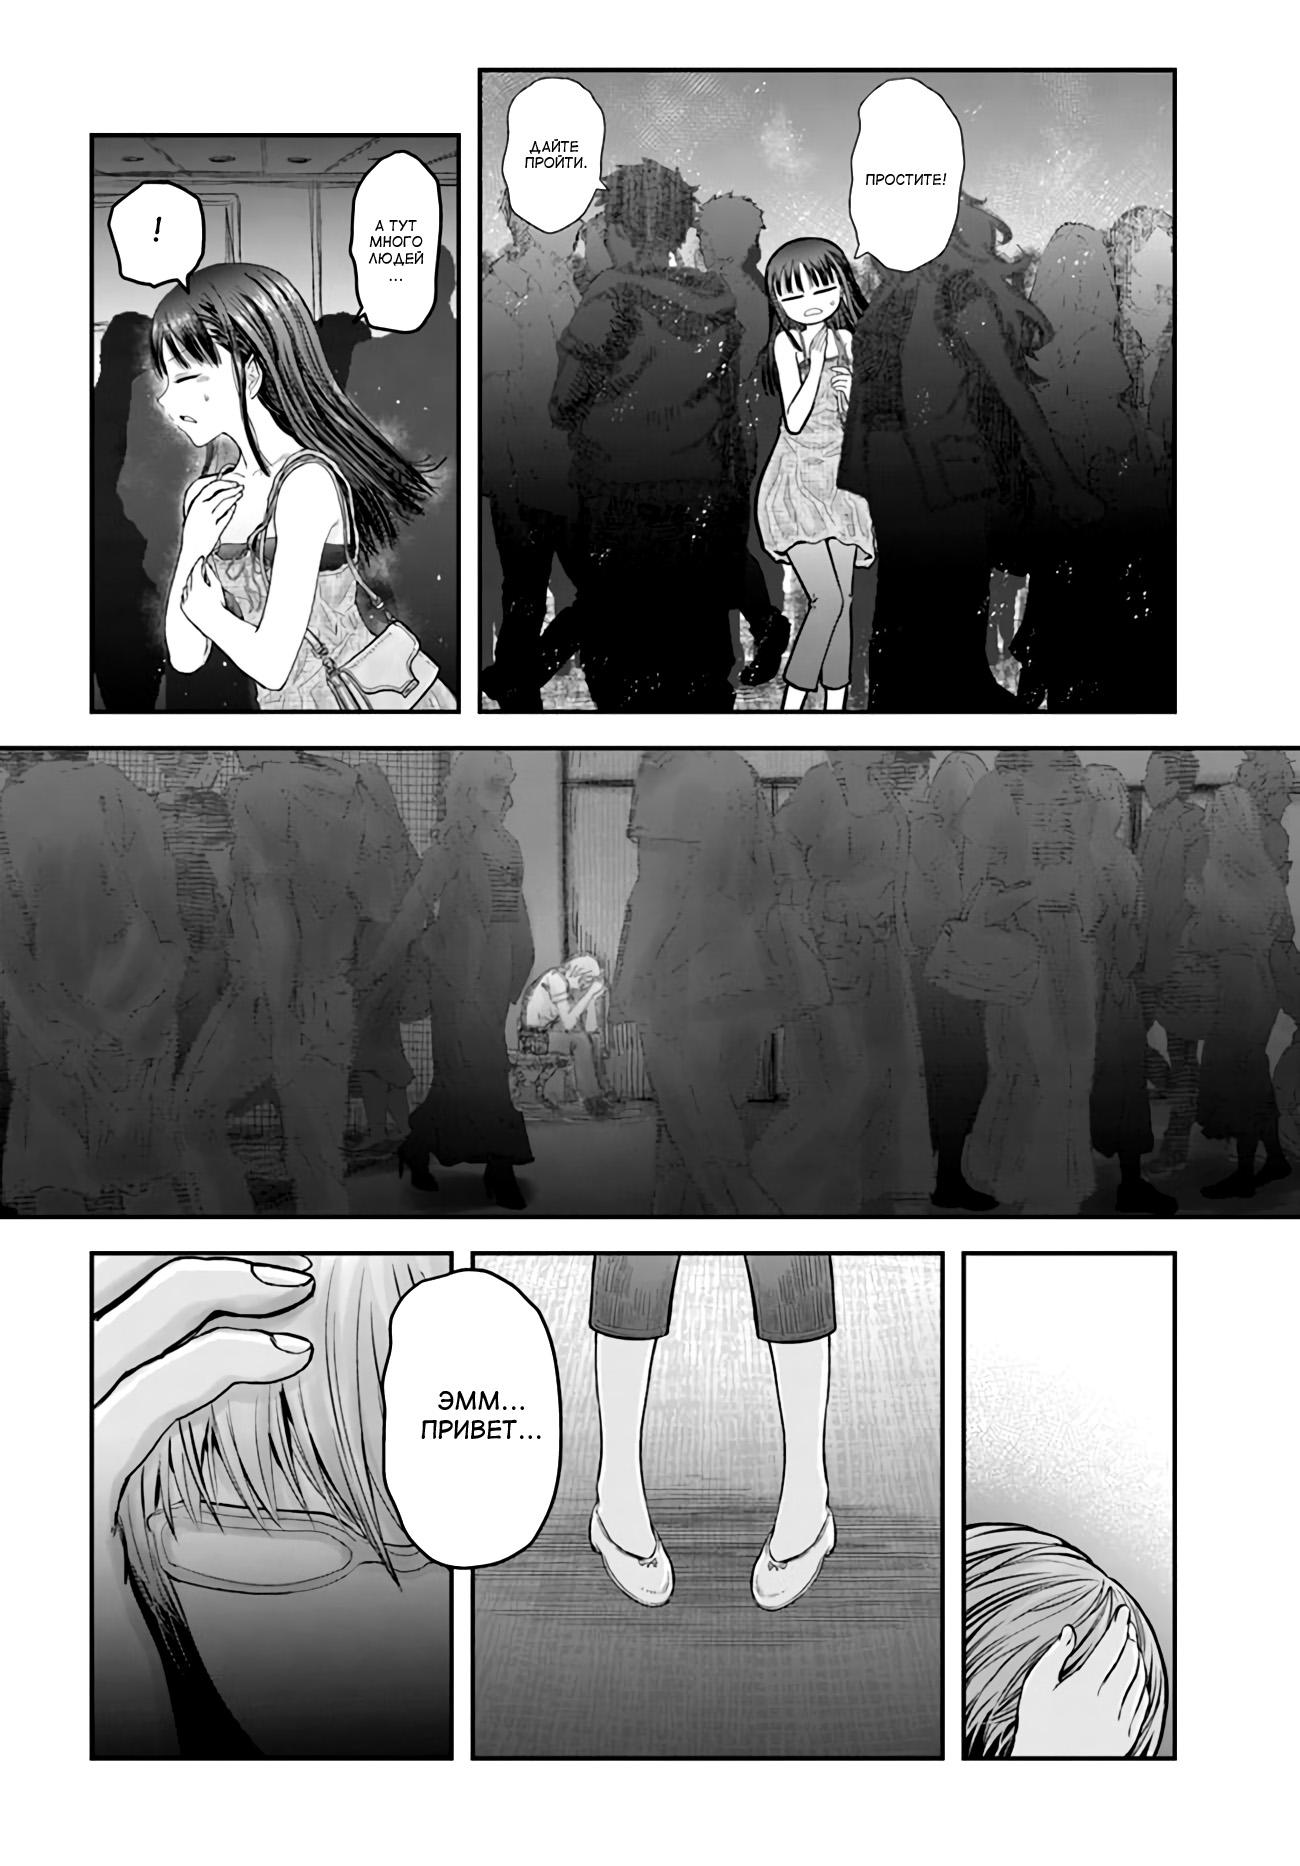 ПРОСТИТЕ!
ДАЙТЕ
ПРОЙТИ.
А ТУТ
МНОГО
ЛЮДЕЙ
...
!
ЭММ...
ПРИВЕТ...